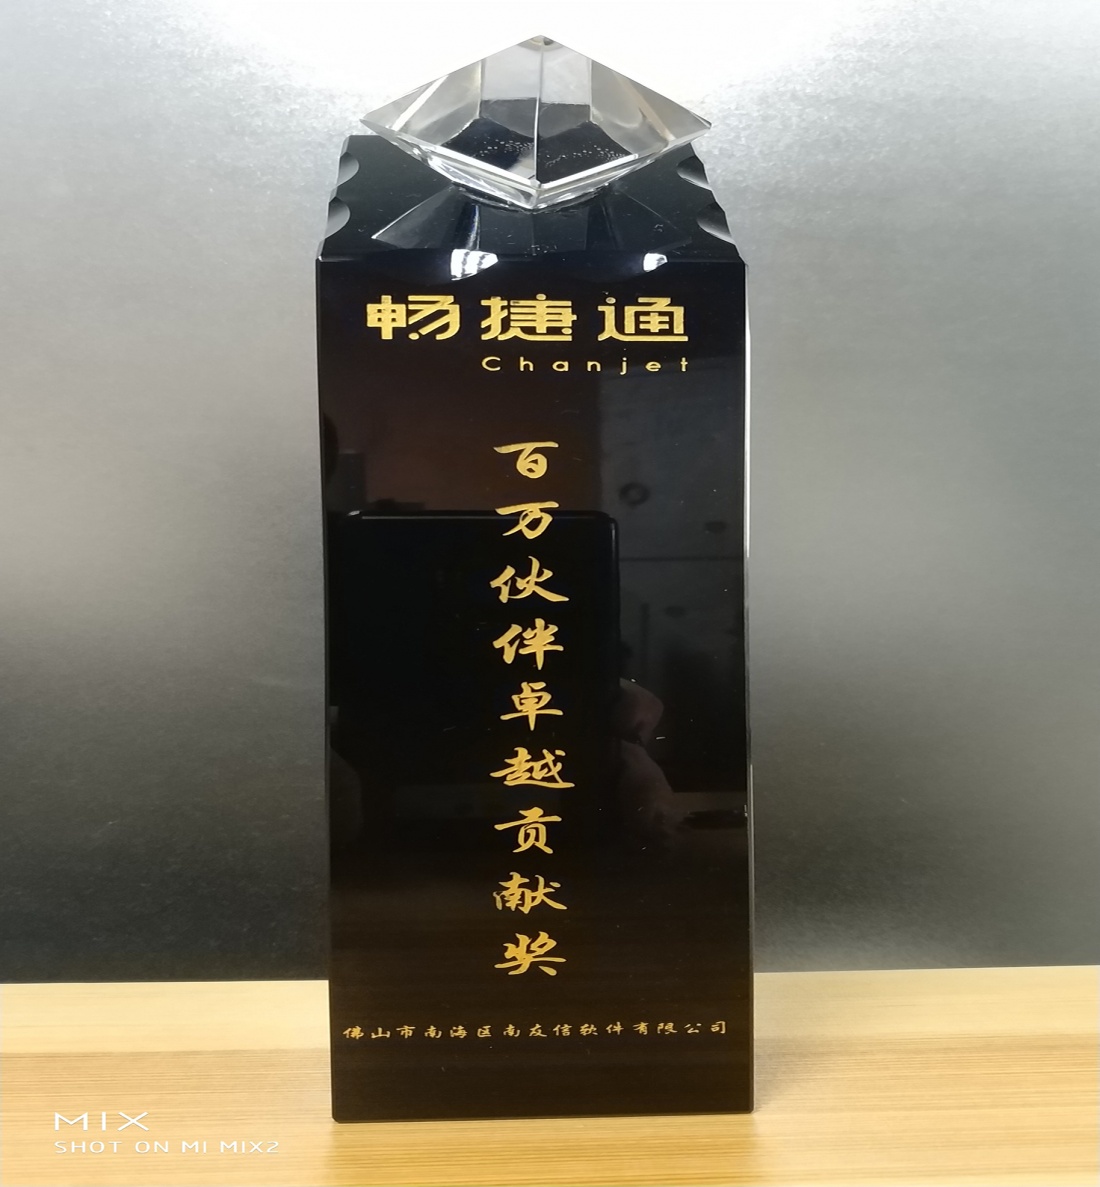 畅捷通
Chanjet
百万伙伴卓越贡献奖
佛山市南海区南友信软件有限公司
MIX
SHOT ON MI MIX2